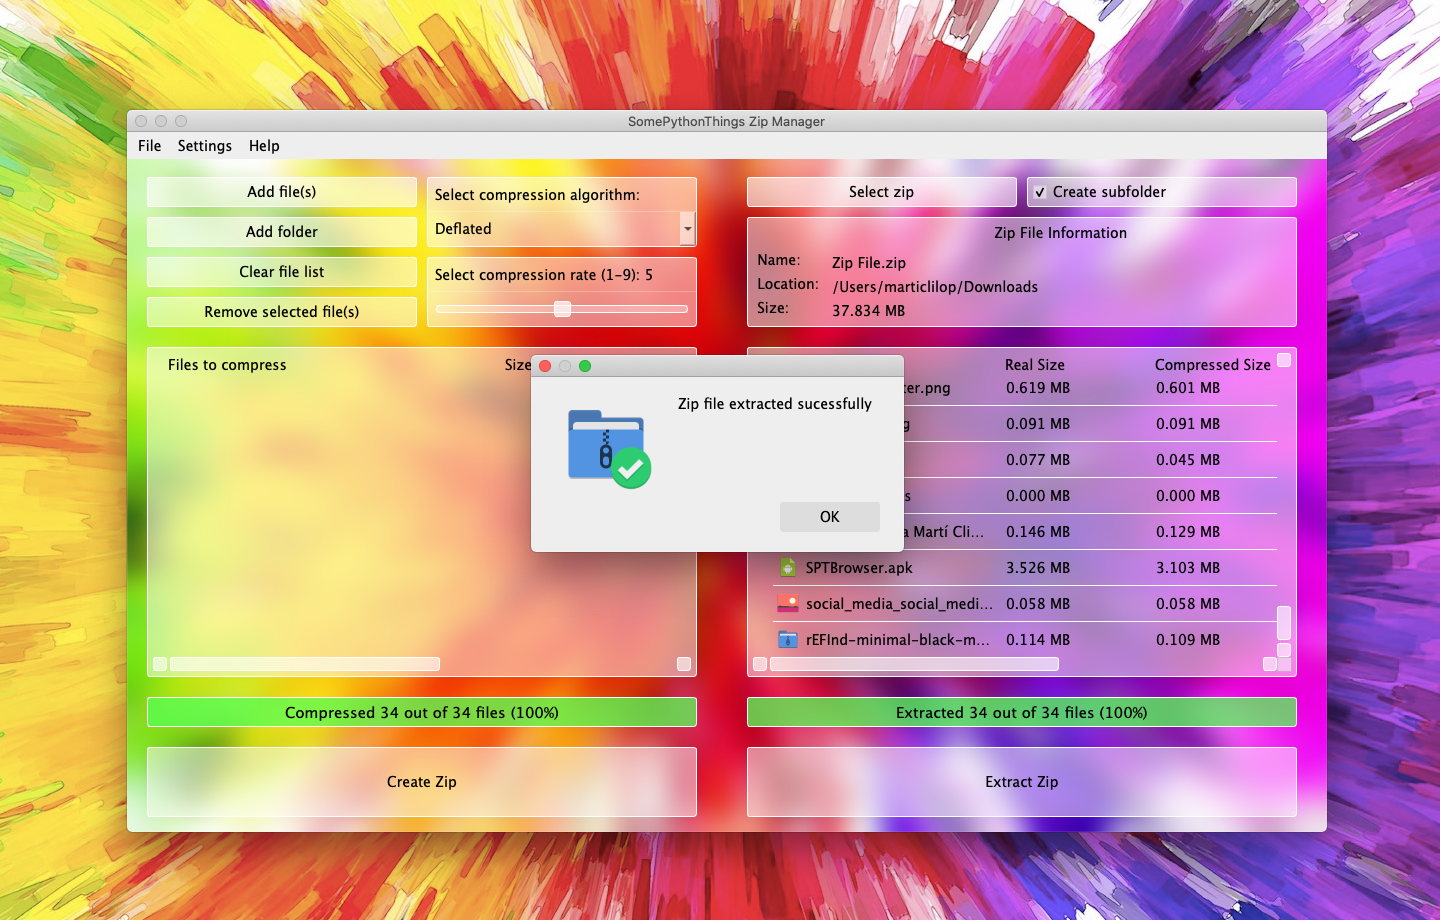 SomePythonThings Zip Manager
File Settings Help
Add file(s)
Add folder
Clear file list
Remove selected file(s)
Select compression algorithm:
Deflated
Select compression rate (1-9): 5
Select zip
Create subfolder
Zip File Information
Name: Zip File.zip
Location: /Users/marticlilop/Downloads
Size: 37.834 MB
Files to compress Size
Zip file extracted sucessfully
OK
Real Size Compressed Size
ter.png 0.619 MB 0.601 MB
g 0.091 MB 0.091 MB
0.077 MB 0.045 MB
s 0.000 MB 0.000 MB
a Martí Cli... 0.146 MB 0.129 MB
SPTBrowser.apk 3.526 MB 3.103 MB
social_media_social_medi... 0.058 MB 0.058 MB
rEFInd-minimal-black-m... 0.114 MB 0.109 MB
Compressed 34 out of 34 files (100%)
Extracted 34 out of 34 files (100%)
Create Zip
Extract Zip